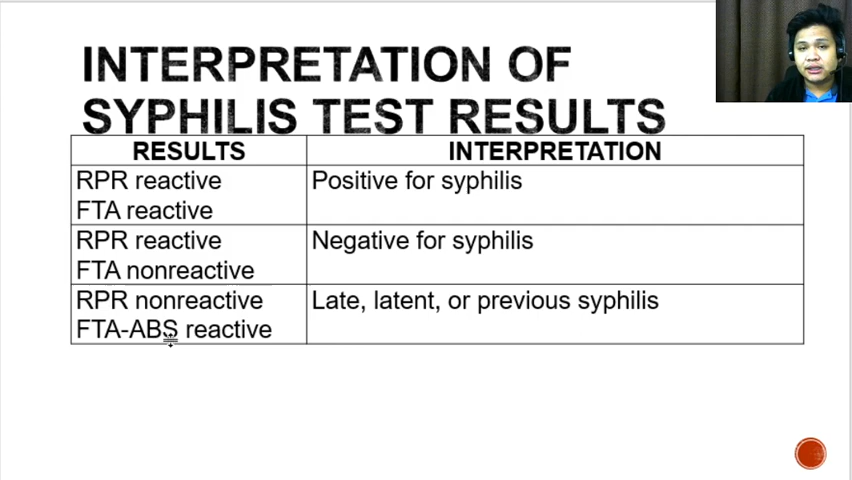 INTERPRETATION OF
SYPHILIS TEST RESULTS
RESULTS INTERPRETATION
RPR reactive Positive for syphilis
FTA reactive
RPR reactive Negative for syphilis
FTA nonreactive
RPR nonreactive Late, latent, or previous syphilis
FTA-ABS reactive